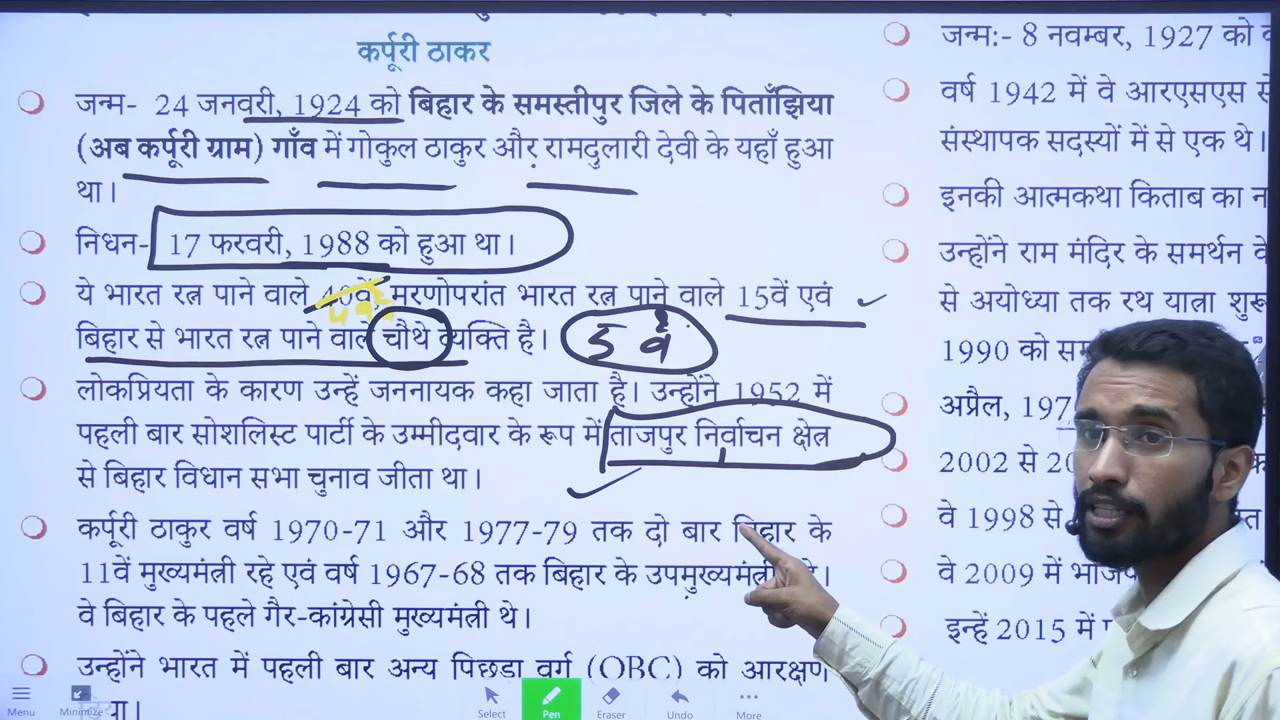 कर्पूरी ठाकर
जन्म- 24 जनवरी, 1924 को बिहार के समस्तीपुर जिले के पिताँझिया
(अब कर्पूरी ग्राम) गाँव में गोकुल ठाकुर और रामदुलारी देवी के यहाँ हुआ
था।
निधन- 17 फरवरी, 1988 को हुआ था।
ये भारत रत्न पाने वाले 49वें मरणोपरांत भारत रत्न पाने वाले 15वें एवं
बिहार से भारत रत्न पाने वाले चौथे व्यक्ति है। 5 वें
लोकप्रियता के कारण उन्हें जननायक कहा जाता है। उन्होंने 1952 में
पहली बार सोशलिस्ट पार्टी के उम्मीदवार के रूप में ताजपुर निर्वाचन क्षेत्र
से बिहार विधान सभा चुनाव जीता था।
कर्पूरी ठाकुर वर्ष 1970-71 और 1977-79 तक दो बार बिहार के
11वें मुख्यमंत्री रहे एवं वर्ष 1967-68 तक बिहार के उपमुख्यमंत्री रहे।
वे बिहार के पहले गैर-कांग्रेसी मुख्यमंत्री थे।
उन्होंने भारत में पहली बार अन्य पिछड़ा वर्ग (OBC) को आरक्षण
जन्म:- 8 नवम्बर, 1927 को
वर्ष 1942 में वे आरएसएस से
संस्थापक सदस्यों में से एक थे।
इनकी आत्मकथा किताब का
उन्होंने राम मंदिर के समर्थन
से अयोध्या तक रथ यात्रा
1990 को
अप्रैल,
2002 से
वे 1998 से
वे 2009 में
इन्हें 2015 में
Menu Minimize Select Pen Eraser Undo More